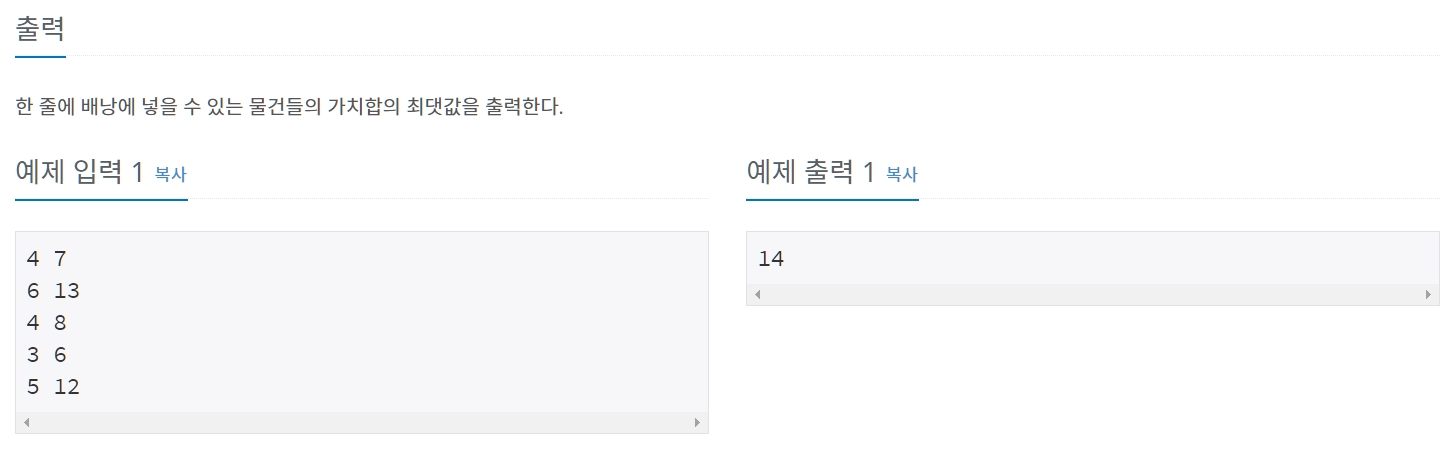 출력
한 줄에 배낭에 넣을 수 있는 물건들의 가치합의 최댓값을 출력한다.
예제 입력 1 복사
4 7
6 13
4 8
3 6
5 12
예제 출력 1 복사
14